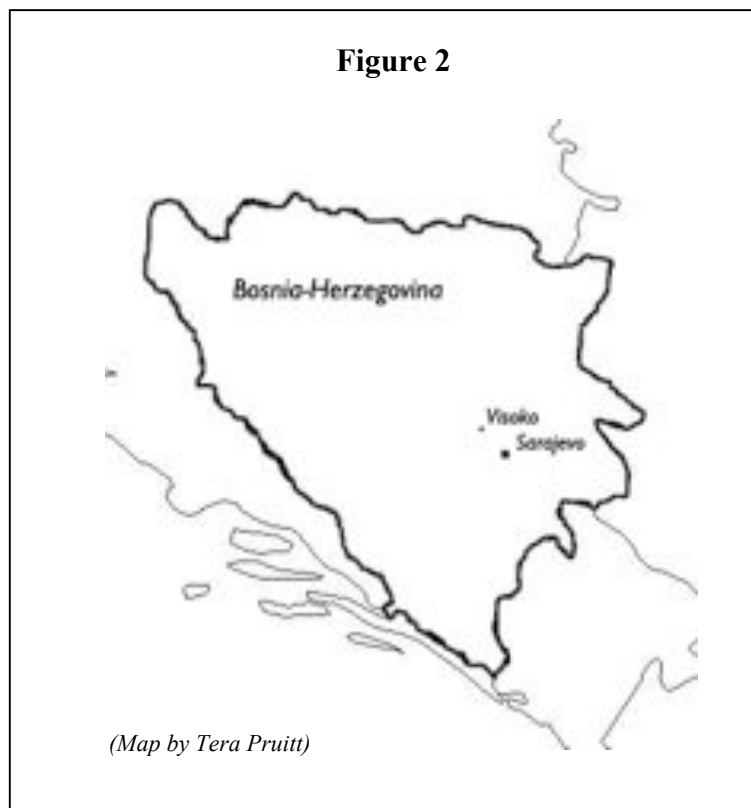 Figure 2
Bosnia-Herzegovina
Visoko
Sarajevo
(Map by Tera Pruitt)